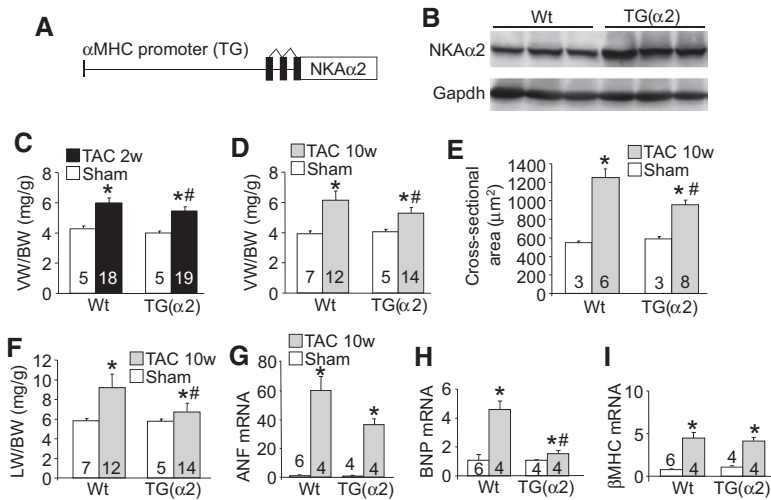 A
αMHC promoter (TG)
NKAα2
B
Wt TG(α2)
NKAα2
Gapdh
C
TAC 2w
Sham
VW/BW (mg/g)
8
6
4
2
0
5 18 5 19
* *#
Wt TG(α2)
D
TAC 10w
Sham
VW/BW (mg/g)
8
6
4
2
0
7 12 5 14
* *#
Wt TG(α2)
E
TAC 10w
Sham
Cross-sectional
area (µm2)
1400
1200
1000
800
600
400
200
0
3 6 3 8
* *#
Wt TG(α2)
F
TAC 10w
Sham
LW/BW (mg/g)
12
10
8
6
4
2
0
7 12 5 14
* *#
Wt TG(α2)
G
ANF mRNA
80
60
40
20
0
6 4 4 4
* *
Wt TG(α2)
H
BNP mRNA
6
4
2
0
6 4 4 4
* *#
Wt TG(α2)
I
βMHC mRNA
10
5
0
6 4 4 4
* *
Wt TG(α2)